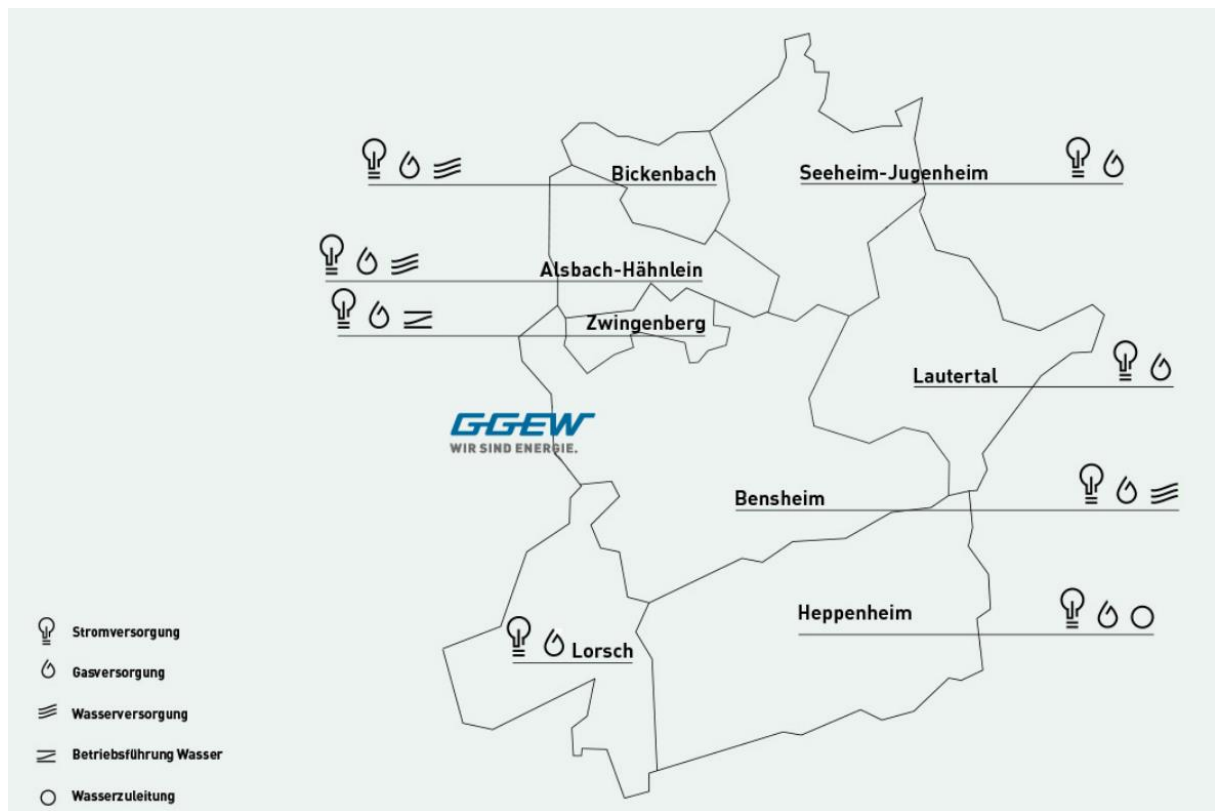 Bickenbach
Seeheim-Jugenheim
Alsbach-Hähnlein
Zwingenberg
Lautertal
GGEW
WIR SIND ENERGIE.
Bensheim
Heppenheim
Lorsch
Stromversorgung
Gasversorgung
Wasserversorgung
Betriebsführung Wasser
Wasserzuleitung